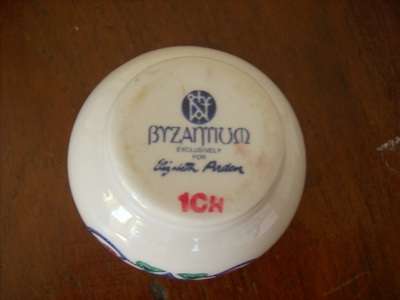 BYZANTIUM
EXCLUSIVELY
FOR
Elizabeth Arden
1CH